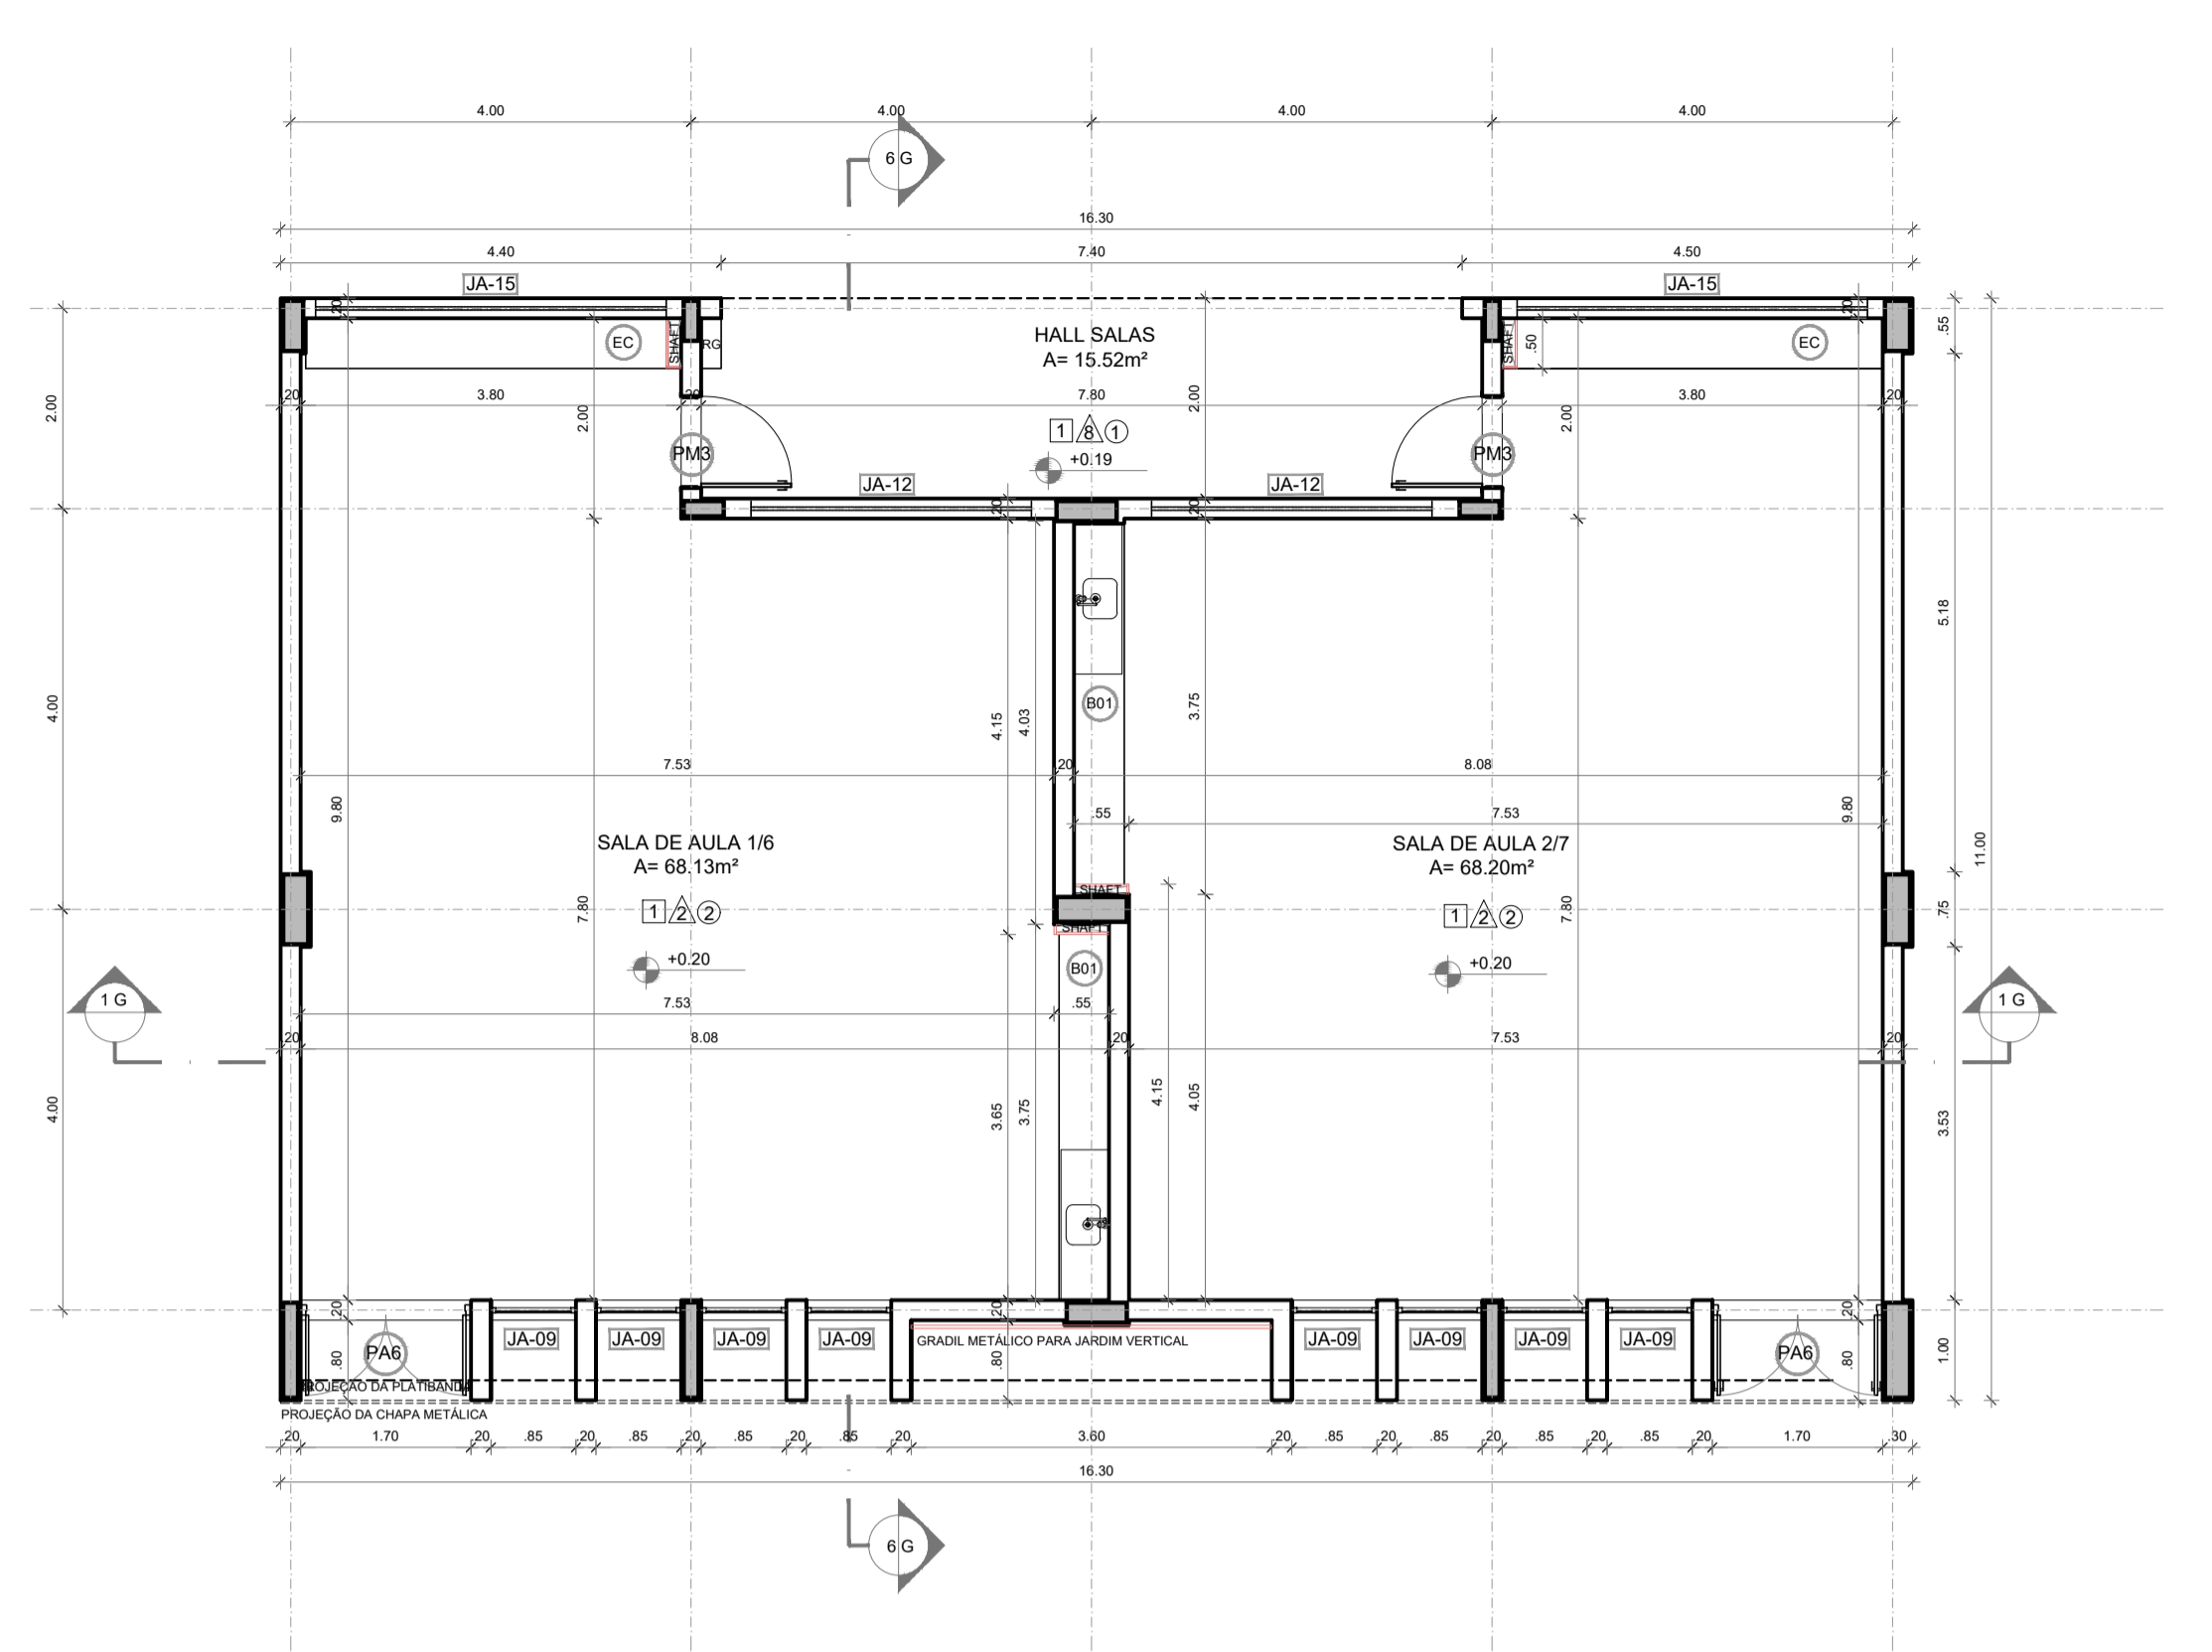 4.00 4.00 4.00 4.00
6 G
16.30
4.40 7.40 4.50
JA-15 JA-15
.20 .20 .55
HALL SALAS
A= 15.52m²
EC SHAFT RG SHAFT .50 EC
2.00 .20 3.80 2.00 .20 7.80 2.00 2.00 3.80 .20
1 8 1
PM3 +0.19 PM3
JA-12 JA-12
.20 .20
5.18
4.00 4.15 4.03 B01 3.75
7.53 .20 8.08
9.80 .55 7.53 9.80
SALA DE AULA 1/6
A= 68.13m²
SALA DE AULA 2/7
A= 68.20m²
11.00
SHAFT
1 2 2 7.80 1 2 2 7.80 .75
SHAFT
+0.20 B01 +0.20
1 G 7.53 .55 1 G
.20 8.08 .20 7.53 .20
4.00 3.65 3.75 4.15 4.05 3.53
.20 .20 .20
PA6 JA-09 JA-09 JA-09 JA-09 GRADIL METÁLICO PARA JARDIM VERTICAL JA-09 JA-09 JA-09 JA-09 PA6
.80 .80 .80 1.00
PROJEÇÃO DA PLATIBANDA
PROJEÇÃO DA CHAPA METÁLICA
.20 1.70 .20 .85 .20 .85 .20 .85 .20 .85 .20 3.60 .20 .85 .20 .85 .20 .85 .20 .85 .20 1.70 .30
16.30
6 G